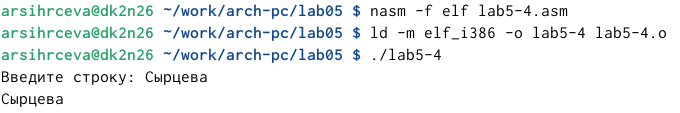 arsihrceva@dk2n26 ~/work/arch-pc/lab05 $ nasm -f elf lab5-4.asm
arsihrceva@dk2n26 ~/work/arch-pc/lab05 $ ld -m elf_i386 -o lab5-4 lab5-4.o
arsihrceva@dk2n26 ~/work/arch-pc/lab05 $ ./lab5-4
Введите строку: Сырцева
Сырцева